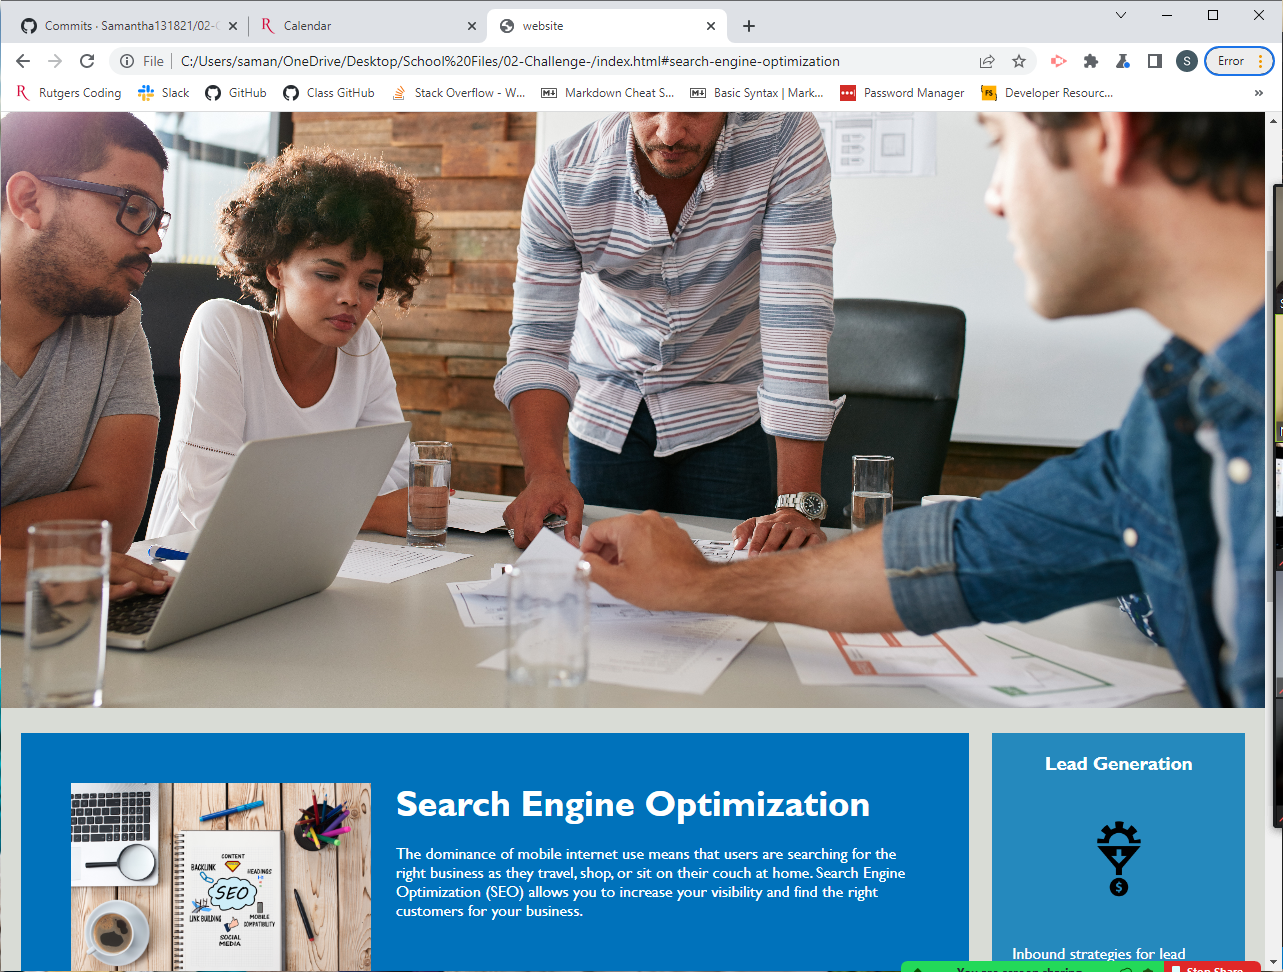 Commits · Samantha131821/02-C
Calendar
website
File
C:/Users/saman/OneDrive/Desktop/School%20Files/02-Challenge-/index.html#search-engine-optimization
S
Error
Rutgers Coding
Slack
GitHub
Class GitHub
Stack Overflow - W...
Markdown Cheat S...
Basic Syntax | Mark...
Password Manager
Developer Resourc...
»
Search Engine Optimization
The dominance of mobile internet use means that users are searching for the
right business as they travel, shop, or sit on their couch at home. Search Engine
Optimization (SEO) allows you to increase your visibility and find the right
customers for your business.
CONTENT
BACKLINK
HEADINGS
SEO
LINK BUILDING
MOBILE
COMPATIBILITY
SOCIAL
MEDIA
Lead Generation
$
Inbound strategies for lead
You are screen sharing
Stop Share